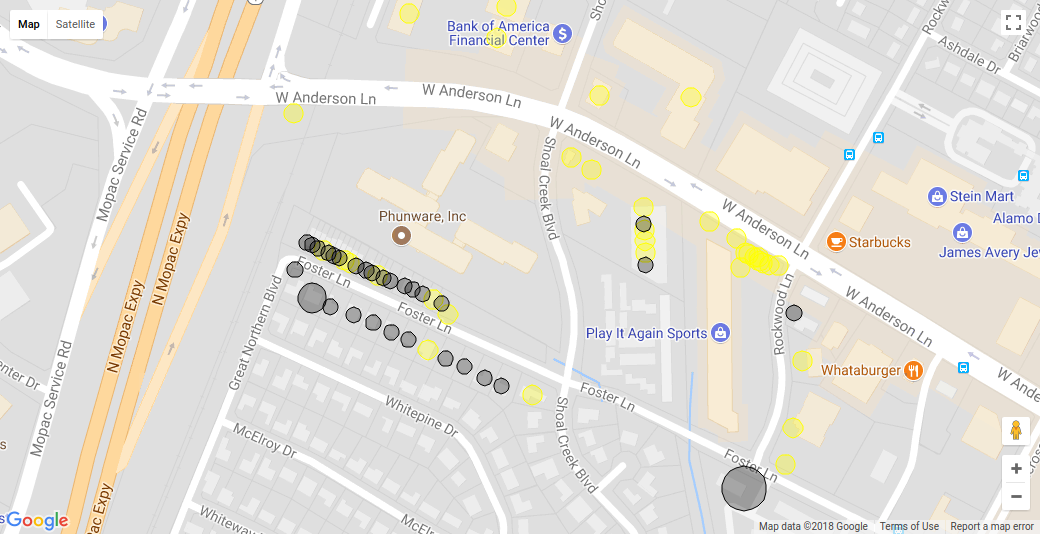 Map Satellite
Bank of America
Financial Center
$
Ashdale Dr
W Anderson Ln
W Anderson Ln
W Anderson Ln
Mopac Service Rd
Shoal Creek Blvd
Stein Mart
Phunware, Inc
W Anderson Ln
Alamo D
Starbucks
James Avery Jew
N Mopac Expy
Foster Ln
N Mopac Expy
Great Northern Blvd
Foster Ln
Rockwood Ln
W Anderson Ln
Play It Again Sports
Mopac Service Rd
Whataburger
Foster Ln
Whitepine Dr
Shoal Creek Blvd
McElroy Dr
Foster Ln
Google
Map data ©2018 Google Terms of Use Report a map error